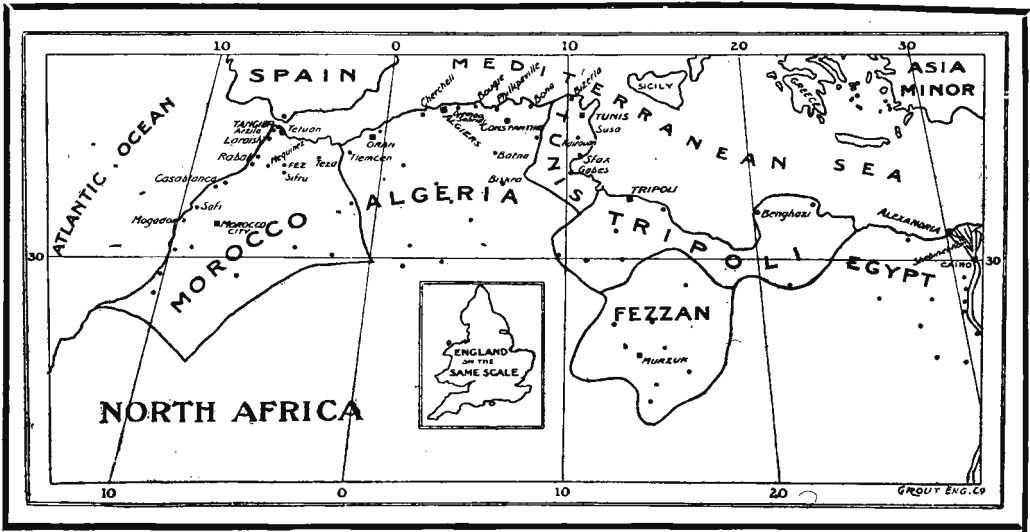 10 0 10 20 30
SPAIN
MEDITERRANEAN SEA
SICILY
GREECE
ASIA
MINOR
ATLANTIC OCEAN
TANGIER
Tetuan
Arzila
Laraish
Rabat
Mequinez
FEZ
Teza
Sifru
Casablanca
Safi
Mogador
MOROCCO
CITY
MOROCCO
Cherchell
ALGIERS
Bougie
Philipville
Bona
Bizerta
ORAN
Tlemcen
CONSTANTINE
Batna
Biskra
ALGERIA
TUNIS
TUNIS
Susa
Kairouan
Sfax
Gabes
TRIPOLI
TRIPOLI
Benghazi
ALEXANDRIA
CAIRO
EGYPT
30 30
FEZZAN
MURZUK
ENGLAND
ON THE
SAME SCALE
NORTH AFRICA
10 0 10 20
GROUT ENG. CO